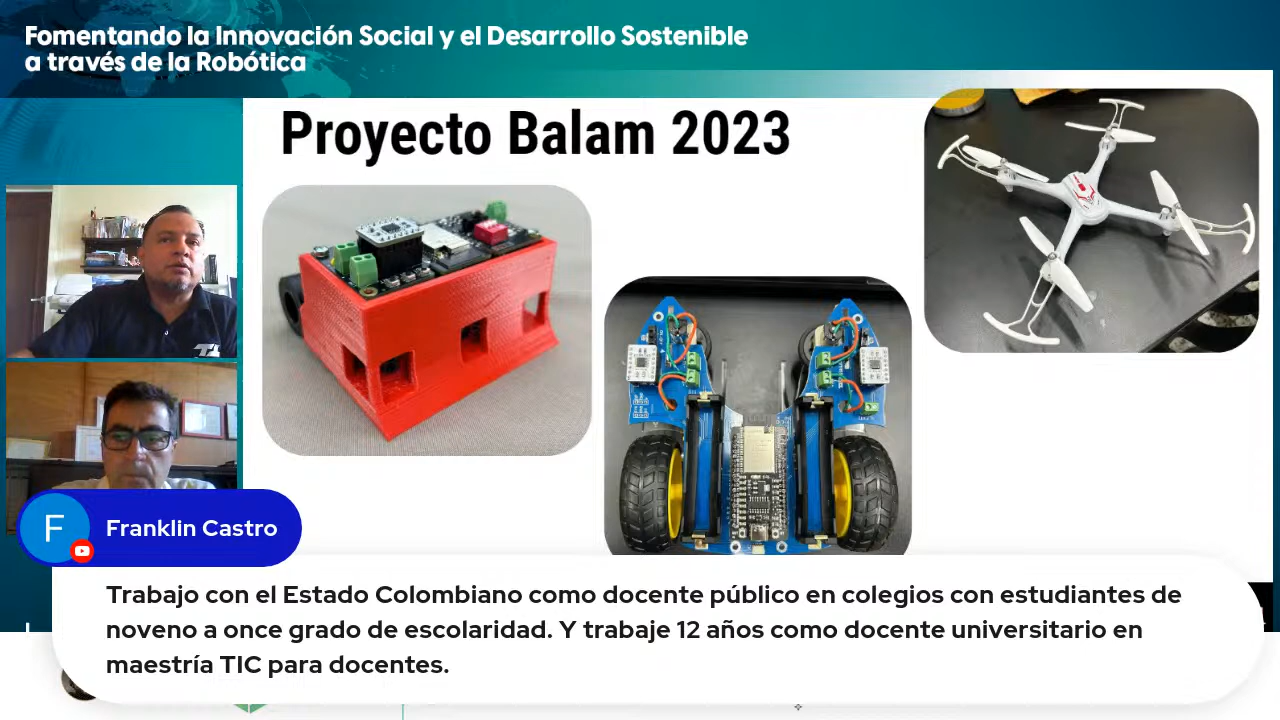 Fomentando la Innovación Social y el Desarrollo Sostenible
a través de la Robótica
Proyecto Balam 2023
F
Franklin Castro
Trabajo con el Estado Colombiano como docente público en colegios con estudiantes de
noveno a once grado de escolaridad. Y trabaje 12 años como docente universitario en
maestría TIC para docentes.